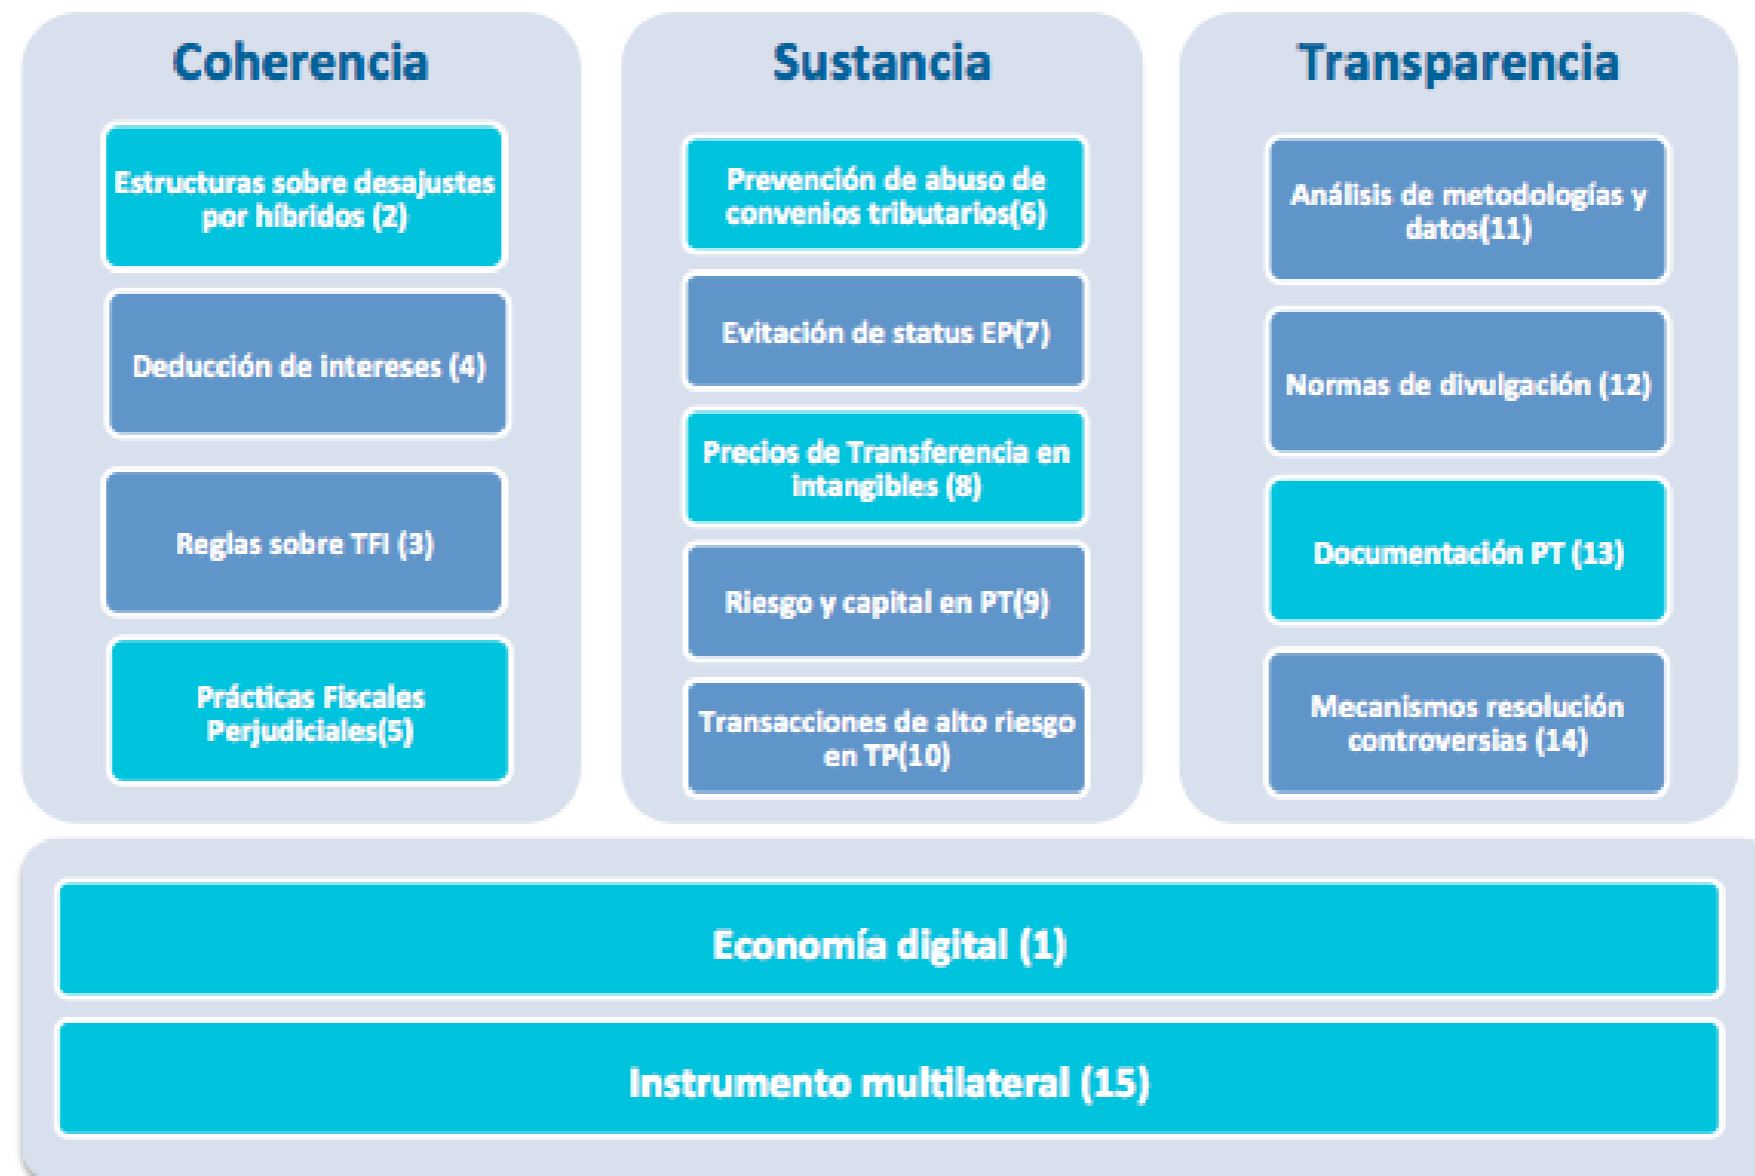 Coherencia
Estructuras sobre desajustes
por híbridos (2)
Deducción de intereses (4)
Reglas sobre TFI (3)
Prácticas Fiscales
Perjudiciales(5)
Sustancia
Prevención de abuso de
convenios tributarios(6)
Evitación de status EP(7)
Precios de Transferencia en
intangibles (8)
Riesgo y capital en PT(9)
Transacciones de alto riesgo
en TP(10)
Transparencia
Análisis de metodologías y
datos(11)
Normas de divulgación (12)
Documentación PT (13)
Mecanismos resolución
controversias (14)
Economía digital (1)
Instrumento multilateral (15)